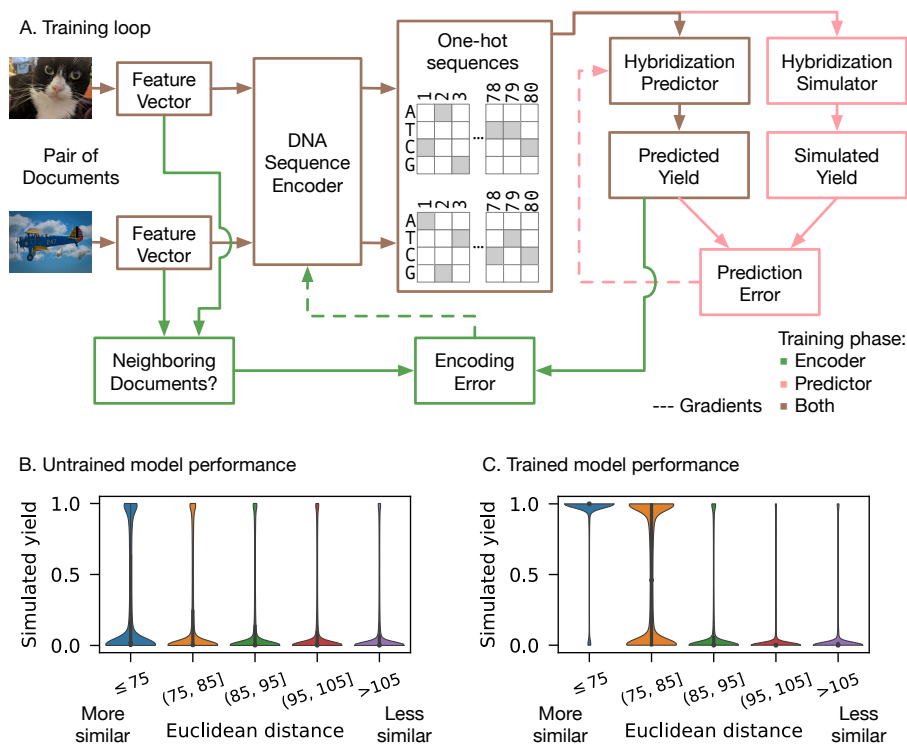 A. Training loop
Feature
Vector
Pair of
Documents
Feature
Vector
247
DNA
Sequence
Encoder
One-hot
sequences
1 2 3 78 79 80
A
T ...
C
G
1 2 3 78 79 80
A
T ...
C
G
Hybridization
Predictor
Hybridization
Simulator
Predicted
Yield
Simulated
Yield
Prediction
Error
Neighboring
Documents?
Encoding
Error
Training phase:
Encoder
Predictor
--- Gradients Both
B. Untrained model performance
Simulated yield
1.0
0.5
0.0
≤ 75 (75, 85] (85, 95] (95, 105] >105
More
similar
Euclidean distance
Less
similar
C. Trained model performance
Simulated yield
1.0
0.5
0.0
≤ 75 (75, 85] (85, 95] (95, 105] >105
More
similar
Euclidean distance
Less
similar